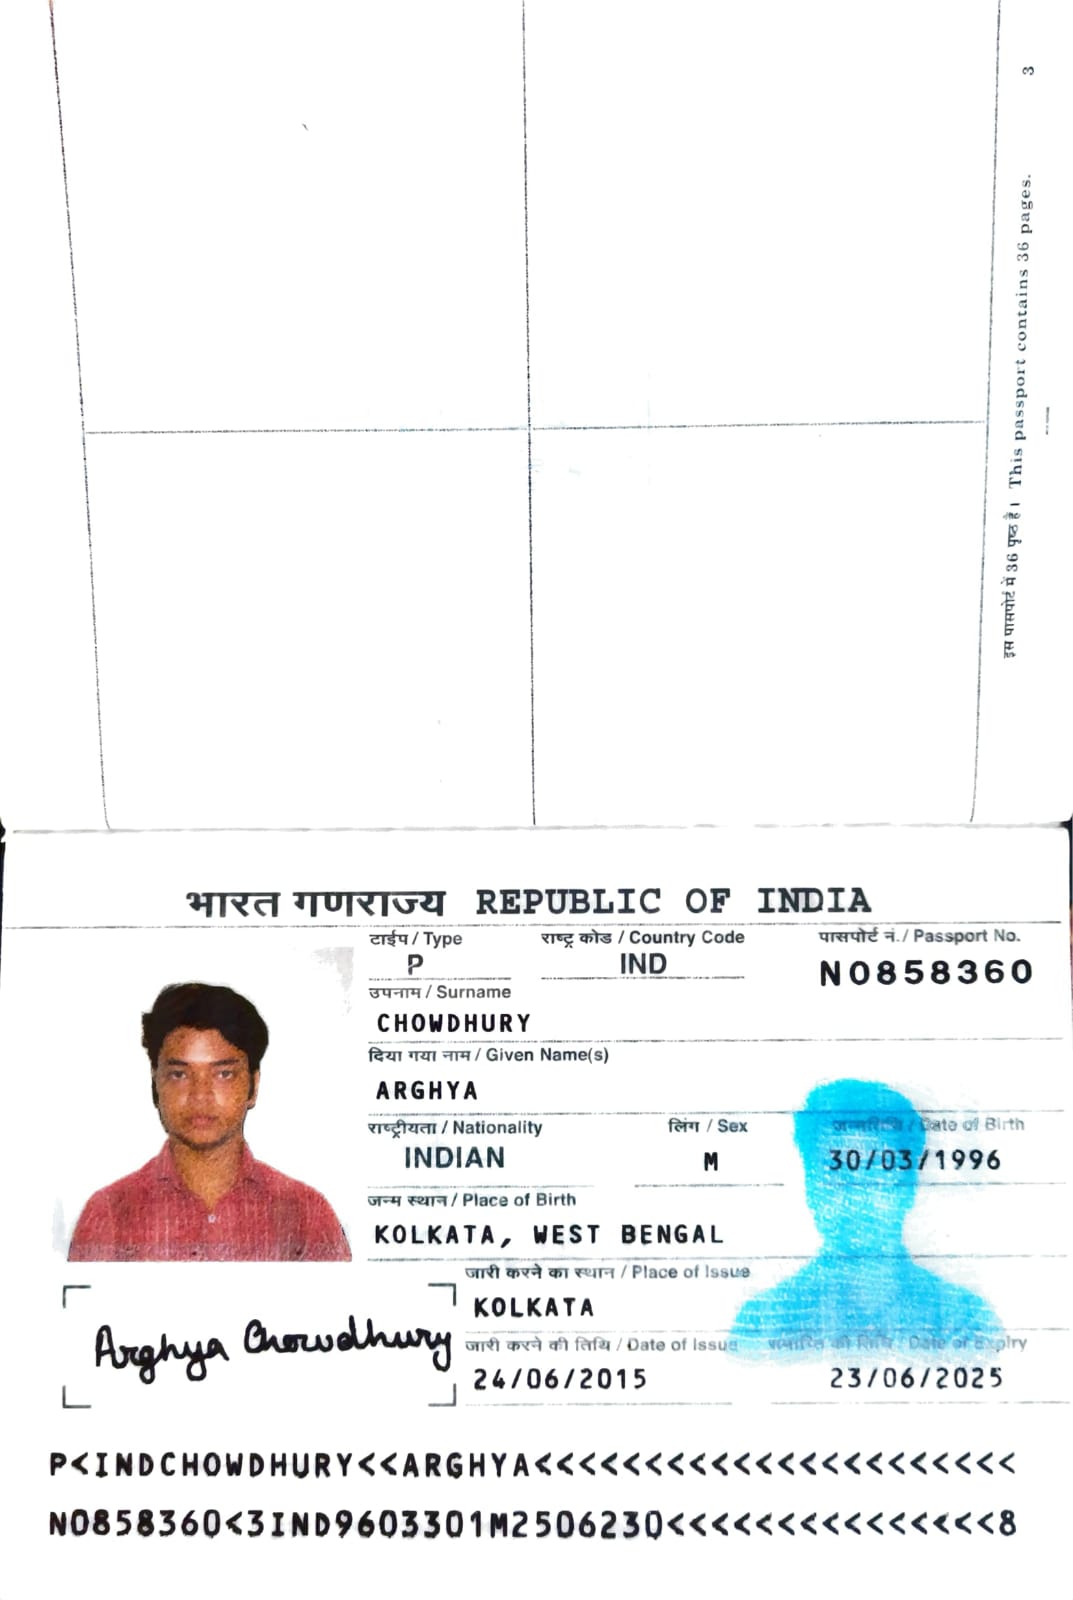 3
इस पासपोर्ट में 36 पृष्ठ है। This passport contains 36 pages.
भारत गणराज्य REPUBLIC OF INDIA
टाईप / Type राष्ट्र कोड / Country Code पासपोर्ट नं./ Passport No.
P IND N0858360
उपनाम / Surname
CHOWDHURY
दिया गया नाम / Given Name(s)
ARGHYA
राष्ट्रीयता / Nationality लिंग / Sex जन्मतिथि / Date of Birth
INDIAN M 30/03/1996
जन्म स्थान / Place of Birth
KOLKATA, WEST BENGAL
जारी करने का स्थान / Place of Issue
KOLKATA
Arghya Chowdhury
जारी करने की तिथि / Date of Issue समाप्ति की तिथि / Date of Expiry
24/06/2015 23/06/2025
P<INDCHOWDHURY<<ARGHYA<<<<<<<<<<<<<<<<<<<<<<
N0858360<3IND9603301M2506230<<<<<<<<<<<<<<<8